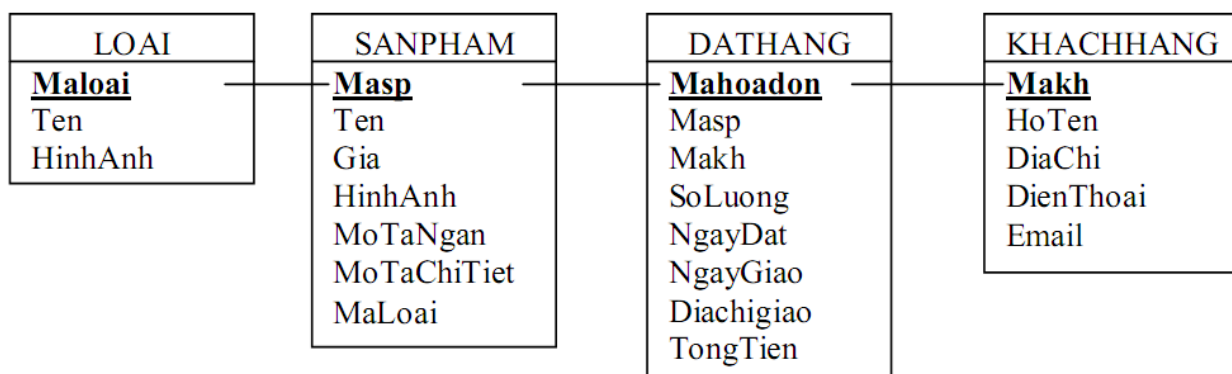 LOAI
Maloai
Ten
HinhAnh
SANPHAM
Masp
Ten
Gia
HinhAnh
MoTaNgan
MoTaChiTiet
MaLoai
DATHANG
Mahoadon
Masp
Makh
SoLuong
NgayDat
NgayGiao
Diachigiao
TongTien
KHACHHANG
Makh
HoTen
DiaChi
DienThoai
Email